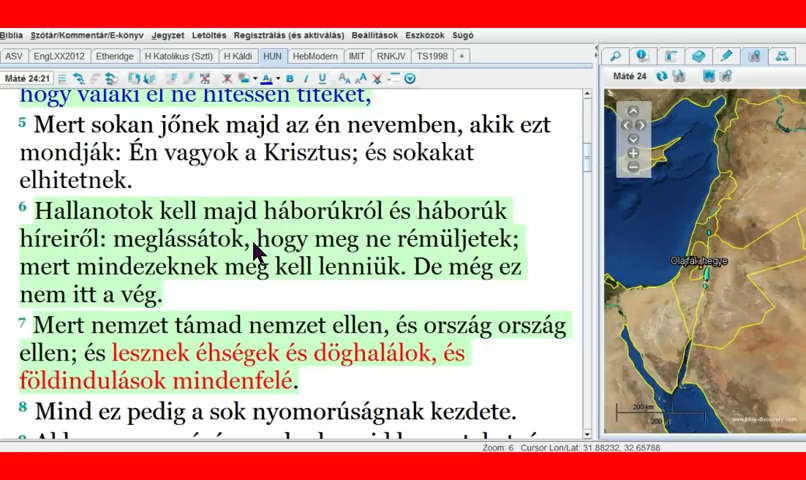 Biblia Szótár/Kommentár/E-könyv Jegyzet Letöltés Regisztrálás (és aktiválás) Beállítások Eszközök Súgó
ASV EngLXX2012 Etheridge H Katolikus (Sztl) H Káldi HUN HebModern IMIT RNKJV TS1998 +
Máté 24:21
Máté 24
hogy valaki el ne hitessen titeket,
5 Mert sokan jőnek majd az én nevemben, akik ezt
mondják: Én vagyok a Krisztus; és sokakat
elhitetnek.
6 Hallanotok kell majd háborúkról és háborúk
híreiről: meglássátok, hogy meg ne rémüljetek;
mert mindezeknek meg kell lenniük. De még ez
nem itt a vég.
7 Mert nemzet támad nemzet ellen, és ország ország
ellen; és lesznek éhségek és döghalálok, és
földindulások mindenfelé.
8 Mind ez pedig a sok nyomorúságnak kezdete.
Olajfák hegye
200 km
www.bible-discovery.com
Zoom: 6 Cursor Lon/Lat: 31.88232, 32.65788